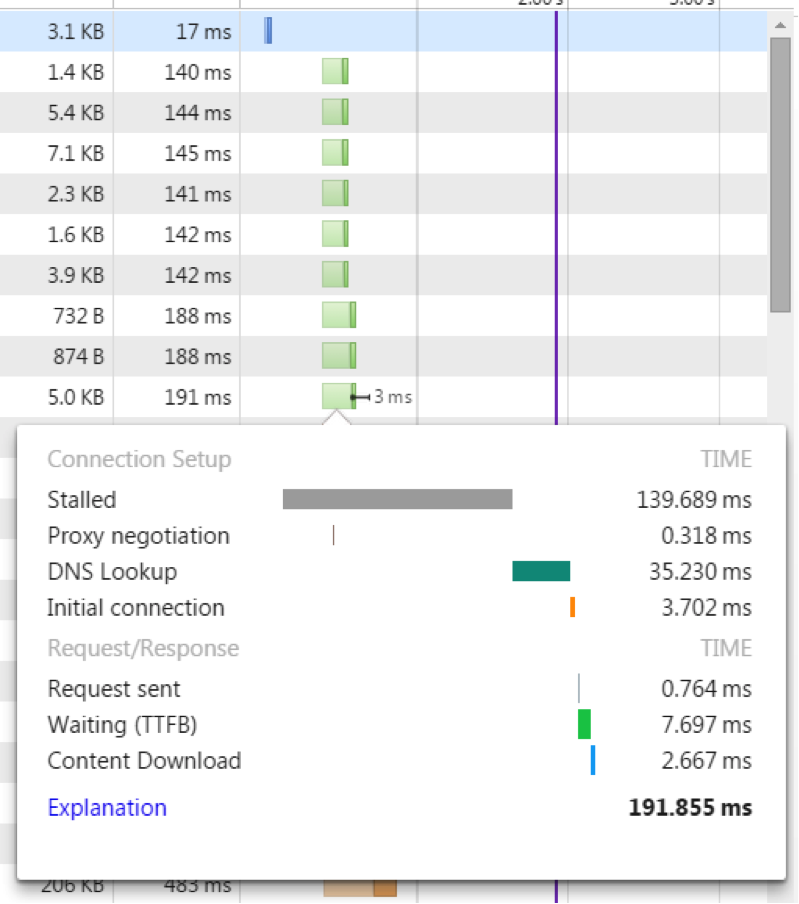 2.00 s 3.00 s
3.1 KB 17 ms
1.4 KB 140 ms
5.4 KB 144 ms
7.1 KB 145 ms
2.3 KB 141 ms
1.6 KB 142 ms
3.9 KB 142 ms
732 B 188 ms
874 B 188 ms
5.0 KB 191 ms 3 ms
Connection Setup TIME
Stalled 139.689 ms
Proxy negotiation 0.318 ms
DNS Lookup 35.230 ms
Initial connection 3.702 ms
Request/Response TIME
Request sent 0.764 ms
Waiting (TTFB) 7.697 ms
Content Download 2.667 ms
Explanation 191.855 ms
206 KB 483 ms